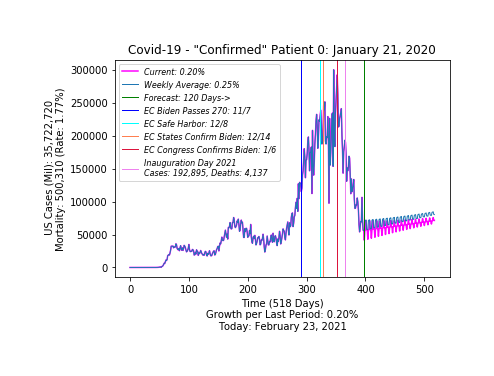 Covid-19 - "Confirmed" Patient 0: January 21, 2020
US Cases (Mil): 35,722,720
Mortality: 500,310 (Rate: 1.77%)
300000
250000
200000
150000
100000
50000
0
Current: 0.20%
Weekly Average: 0.25%
Forecast: 120 Days->
EC Biden Passes 270: 11/7
EC Safe Harbor: 12/8
EC States Confirm Biden: 12/14
EC Congress Confirms Biden: 1/6
Inauguration Day 2021
Cases: 192,895, Deaths: 4,137
0 100 200 300 400 500
Time (518 Days)
Growth per Last Period: 0.20%
Today: February 23, 2021